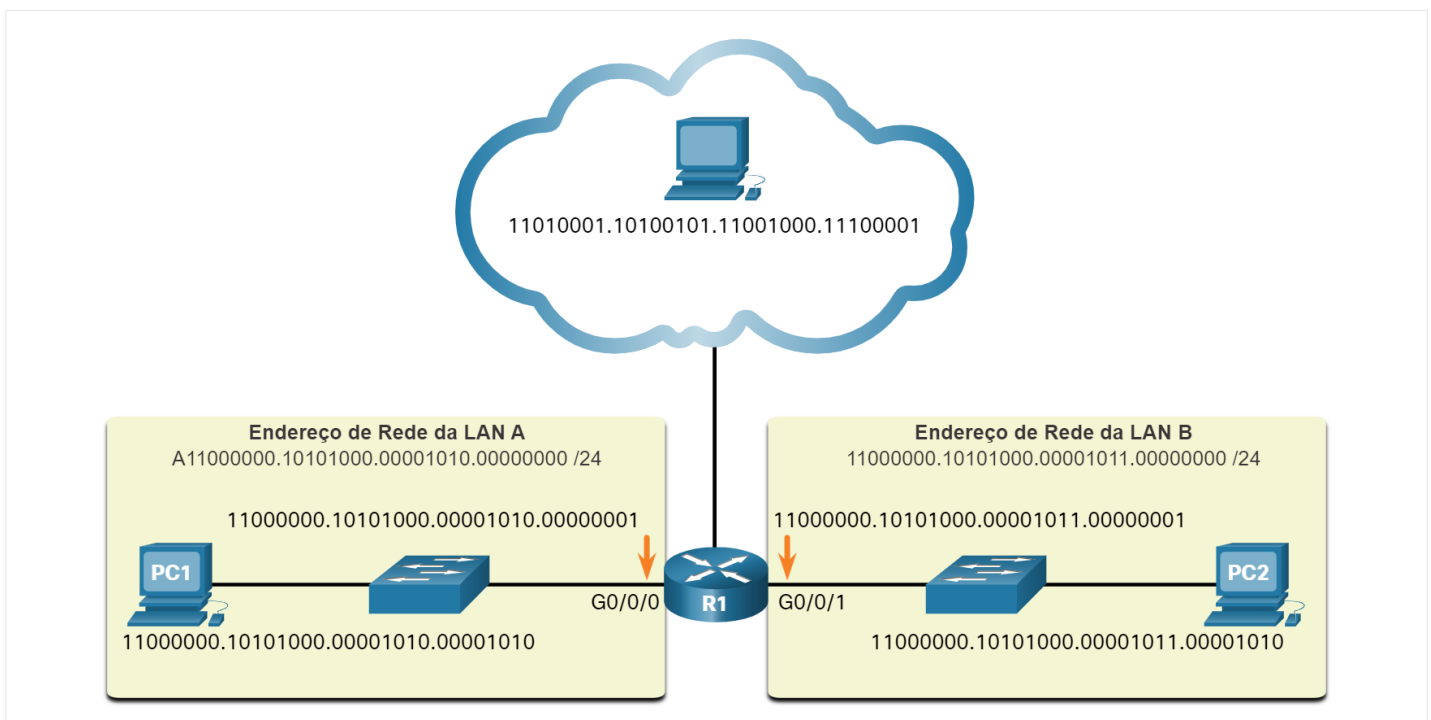 11010001.10100101.11001000.11100001
Endereço de Rede da LAN A
A11000000.10101000.00001010.00000000 /24
11000000.10101000.00001010.00000001
PC1
G0/0/0
11000000.10101000.00001010.00001010
R1
Endereço de Rede da LAN B
11000000.10101000.00001011.00000000 /24
11000000.10101000.00001011.00000001
G0/0/1
PC2
11000000.10101000.00001011.00001010